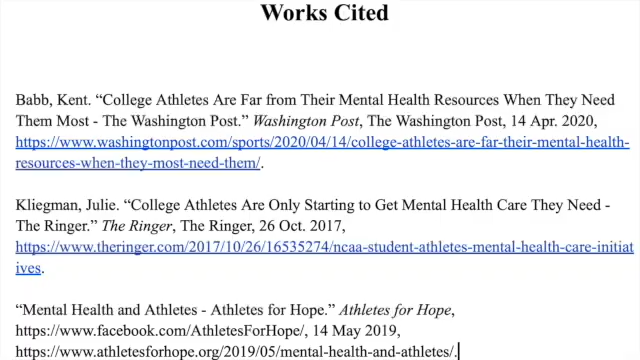 Works Cited
Babb, Kent. “College Athletes Are Far from Their Mental Health Resources When They Need
Them Most - The Washington Post.” Washington Post, The Washington Post, 14 Apr. 2020,
https://www.washingtonpost.com/sports/2020/04/14/college-athletes-are-far-their-mental-health-
resources-when-they-most-need-them/.
Kliegman, Julie. “College Athletes Are Only Starting to Get Mental Health Care They Need -
The Ringer.” The Ringer, The Ringer, 26 Oct. 2017,
https://www.theringer.com/2017/10/26/16535274/ncaa-student-athletes-mental-health-care-initiat
ives.
“Mental Health and Athletes - Athletes for Hope.” Athletes for Hope,
https://www.facebook.com/AthletesForHope/, 14 May 2019,
https://www.athletesforhope.org/2019/05/mental-health-and-athletes/.